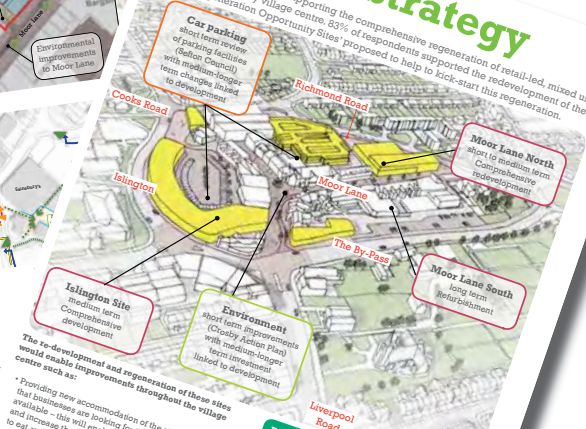 Strategy
supporting the comprehensive regeneration of retail-led, mixed
village centre. 83% of respondents supported the redevelopment of the
Opportunity Sites' proposed to help to kick-start this regeneration.
Moor lane
Environmental
improvements
to Moor Lane
Sainsburys
Car Parking
short term review
of parking facilities
(Sefton Council)
with medium-longer
term changes linked
to development
Cooks Road
Richmond Road
Moor Lane North
short to medium term
Comprehensive
redevelopment
Islington
Moor Lane
The By-Pass
Moor Lane South
long term
Refurbishment
Islington Site
medium term
Comprehensive
development
Environment
short term improvements
(Crosby Action Plan)
with medium-longer
term investment
linked to development
Liverpool
Road
The re-development and regeneration of these sites
would enable improvements throughout the village
centre such as:
• Providing new accommodation of the
that businesses are looking for
available – this will
and increase the
to eat